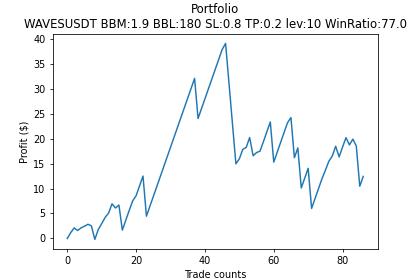 Portfolio
WAVESUSDT BBM:1.9 BBL:180 SL:0.8 TP:0.2 lev:10 WinRatio:77.0
40
35
30
25
20
15
10
5
0
Profit ($)
0 20 40 60 80
Trade counts